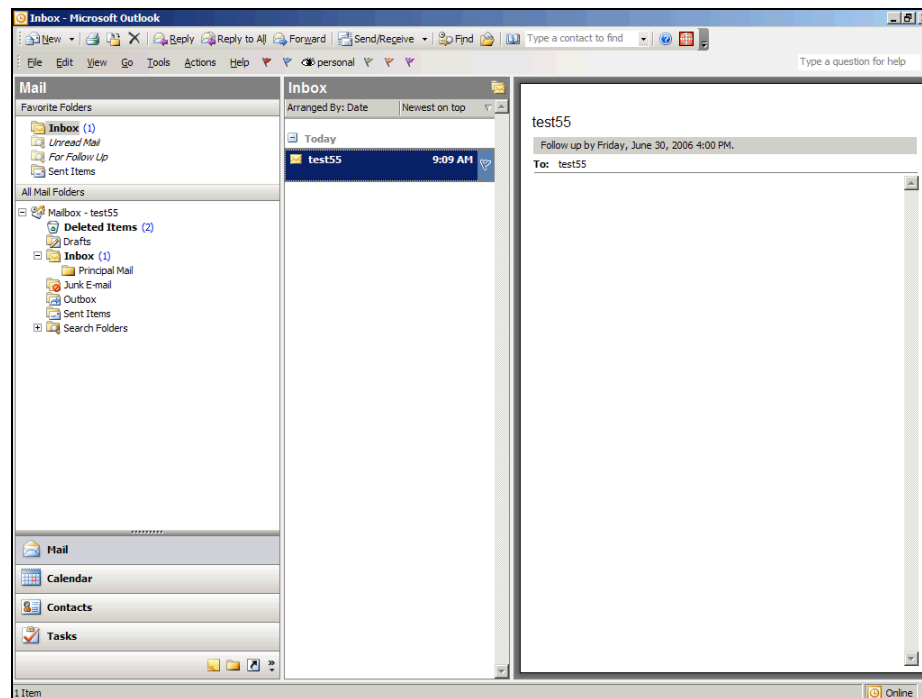 Inbox - Microsoft Outlook
New Reply Reply to All Forward Send/Receive Find Type a contact to find
File Edit View Go Tools Actions Help personal Type a question for help
Mail
Favorite Folders
Inbox (1)
Unread Mail
For Follow Up
Sent Items
All Mail Folders
Mailbox - test55
Deleted Items (2)
Drafts
Inbox (1)
Principal Mail
Junk E-mail
Outbox
Sent Items
Search Folders
Mail
Calendar
Contacts
Tasks
1 Item
Inbox
Arranged By: Date Newest on top
Today
test55 9:09 AM
test55
Follow up by Friday, June 30, 2006 4:00 PM.
To: test55
Online